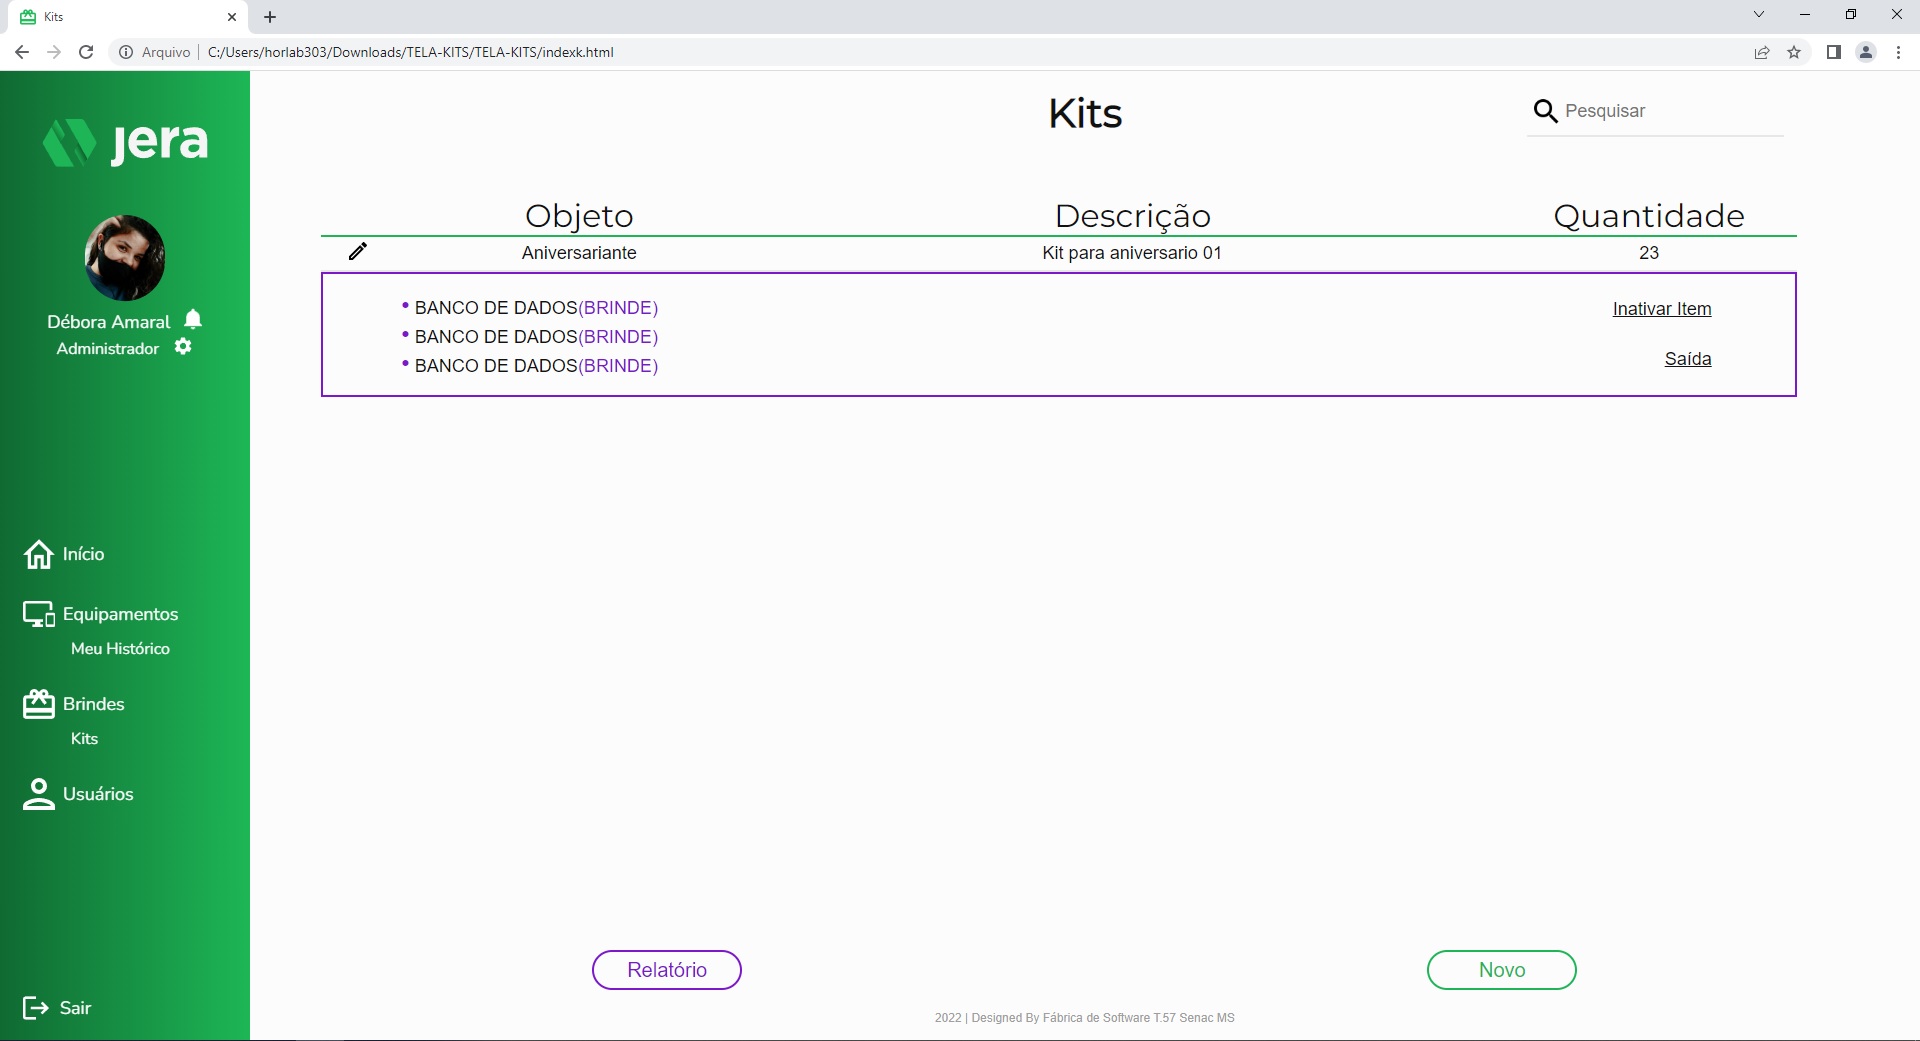 Kits
Arquivo | C:/Users/horlab303/Downloads/TELA-KITS/TELA-KITS/indexk.html
jera
Débora Amaral
Administrador
Início
Equipamentos
Meu Histórico
Brindes
Kits
Usuários
Sair
Kits
Pesquisar
Objeto Descrição Quantidade
Aniversariante Kit para aniversario 01 23
• BANCO DE DADOS(BRINDE)
• BANCO DE DADOS(BRINDE)
• BANCO DE DADOS(BRINDE)
Inativar Item
Saída
Relatório
Novo
2022 | Designed By Fábrica de Software T.57 Senac MS